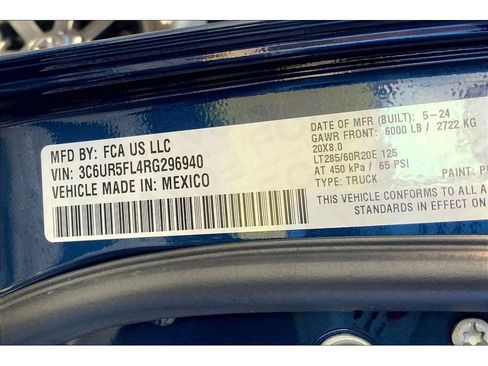 MFD BY: FCA US LLC
VIN: 3C6UR5FL4RG296940
VEHICLE MADE IN: MEXICO
DATE OF MFR (BUILT): 5-24
GAWR FRONT: 6000 LB / 2722 KG
20X8.0
LT285/60R20E 125
AT 450 kPa / 65 PSI
TYPE: TRUCK PAINT:
THIS VEHICLE CONFORMS TO ALL A
STANDARDS IN EFFECT